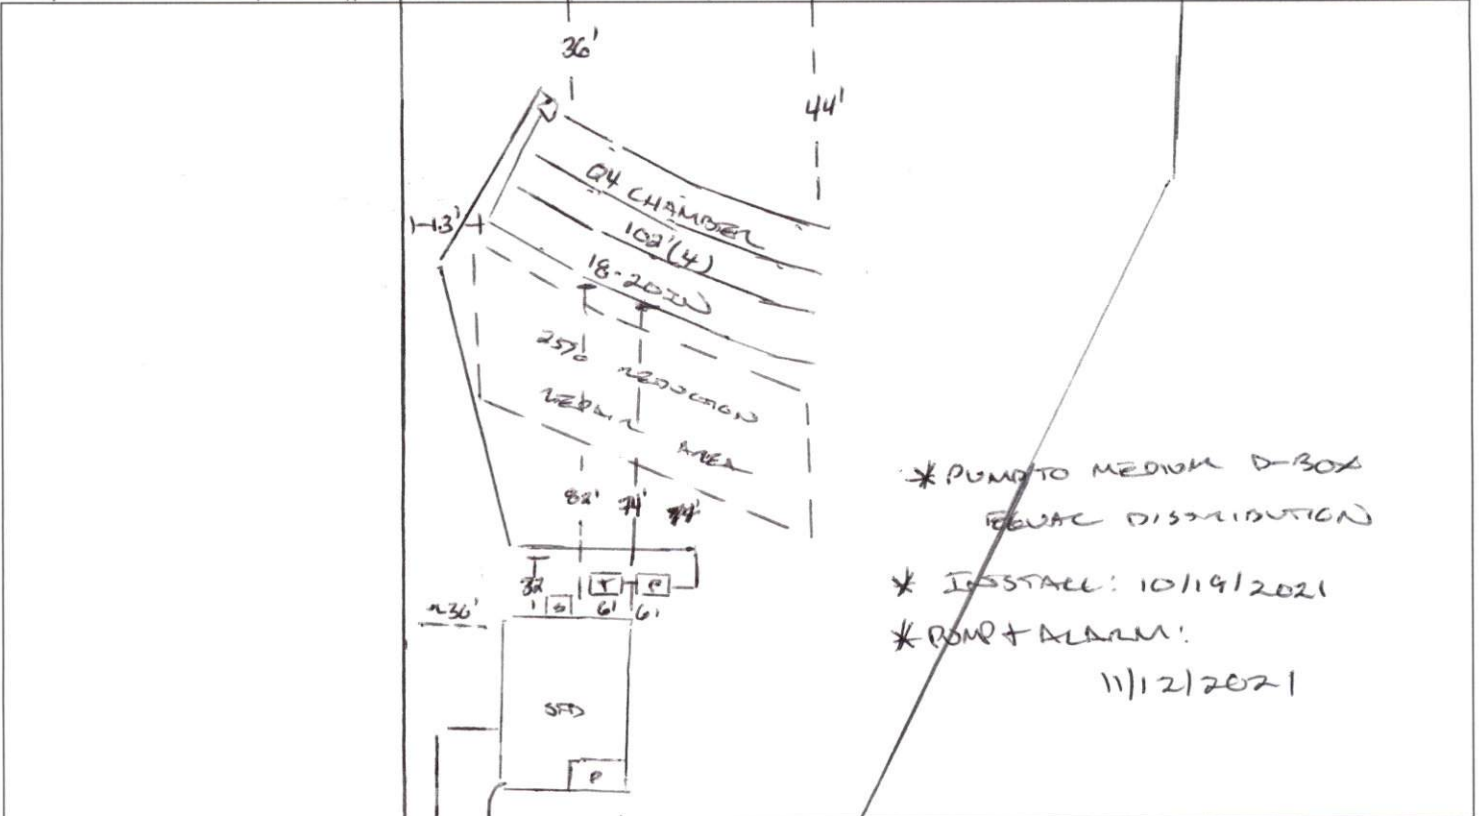 36'
44'
Q4 CHAMBER
13'
102'(4)
18-20IN
25% REDUCTION
REPAIR AREA
82' 74'
32
T P
S 6' 6'
~36'
SFD
P
* PUMP TO MEDIUM D-BOX
EQUAL DISTRIBUTION
* INSTALL: 10/19/2021
* PUMP + ALARM:
11/12/2021